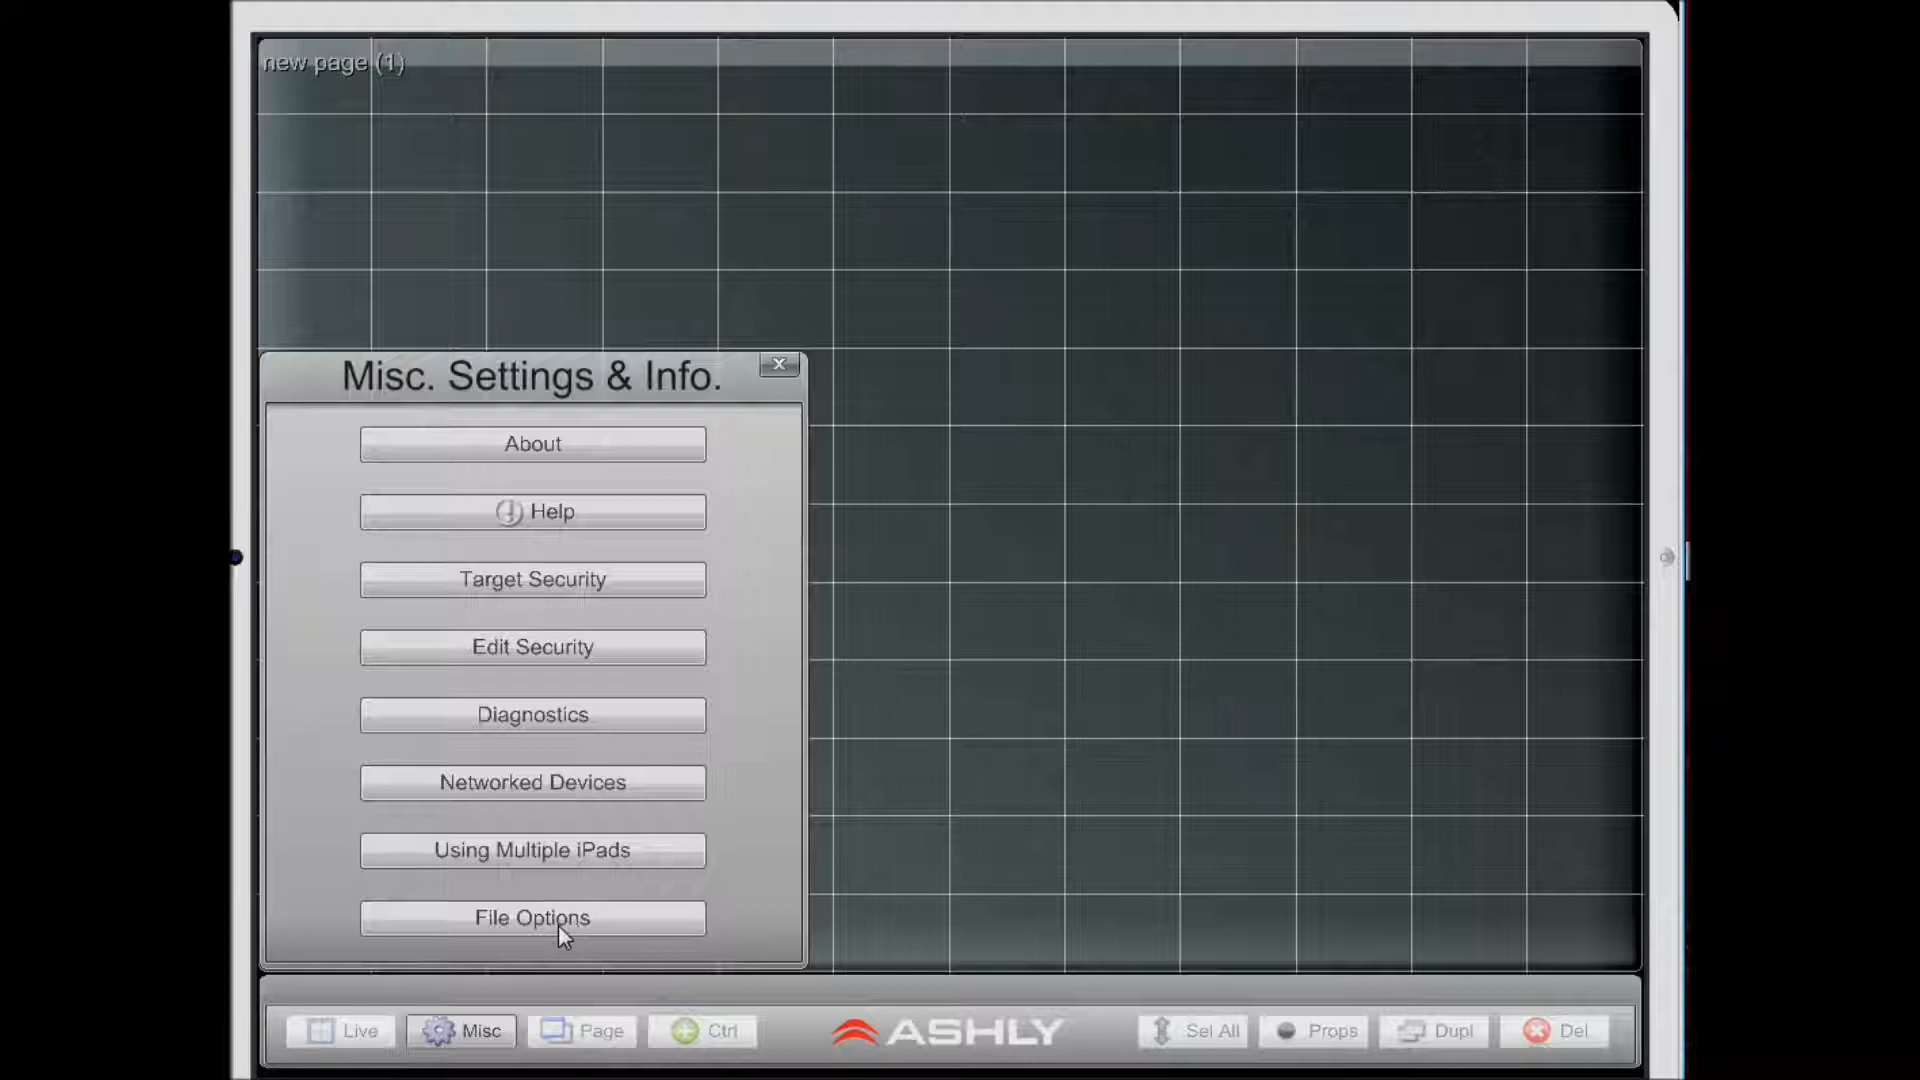 new page (1)
Misc. Settings & Info.
X
About
Help
Target Security
Edit Security
Diagnostics
Networked Devices
Using Multiple iPads
File Options
Live Misc Page Ctrl ASHLY Sel All Props Dupl Del